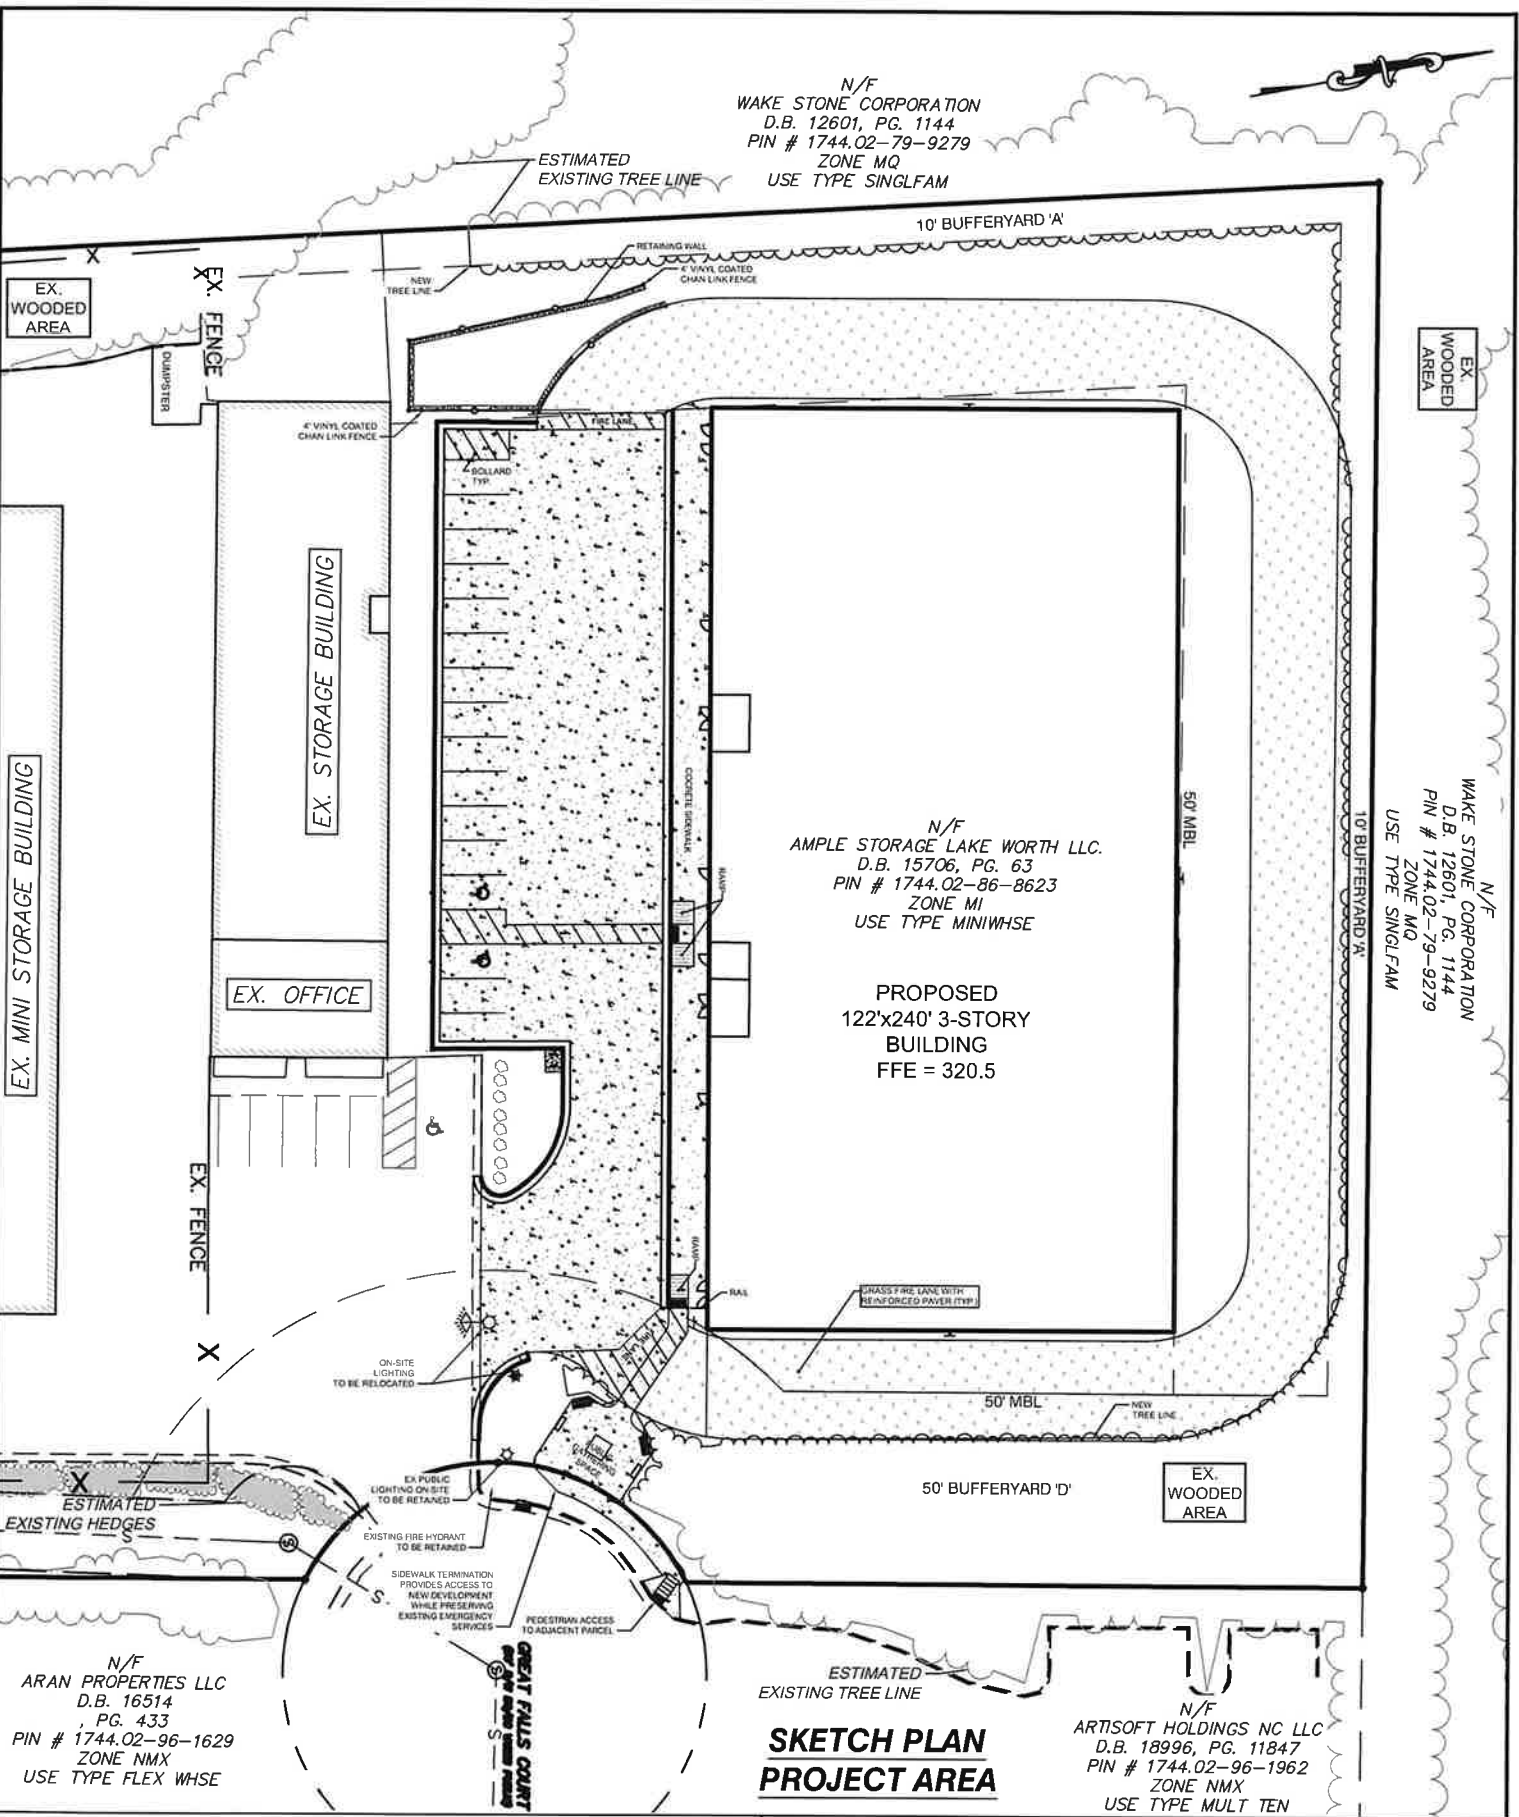 N/F
WAKE STONE CORPORATION
D.B. 12601, PG. 1144
PIN # 1744.02-79-9279
ZONE MQ
USE TYPE SINGLFAM
ESTIMATED
EXISTING TREE LINE
10' BUFFERYARD 'A'
RETAINING WALL
4' VINYL COATED
CHAN LINK FENCE
NEW
TREE LINE
X
X
EX. FENCE
EX.
WOODED
AREA
DUMPSTER
4' VINYL COATED
CHAN LINK FENCE
FIRE LANE
BOLLARD
TYP.
EX.
WOODED
AREA
EX. STORAGE BUILDING
EX. MINI STORAGE BUILDING
EX. OFFICE
COCRETE SIDEWALK
RAMP
50' MBL
10' BUFFERYARD 'A'
N/F
WAKE STONE CORPORATION
D.B. 12601, PG. 1144
PIN # 1744.02-79-9279
ZONE MQ
USE TYPE SINGLFAM
N/F
AMPLE STORAGE LAKE WORTH LLC.
D.B. 15706, PG. 63
PIN # 1744.02-86-8623
ZONE MI
USE TYPE MINIWHSE
PROPOSED
122'x240' 3-STORY
BUILDING
FFE = 320.5
EX. FENCE
X
RAMP
RAIL
GRASS FIRE LANE WITH
REINFORCED PAVER (TYP.)
FIRE LANE
ON-SITE
LIGHTING
TO BE RELOCATED
50' MBL
NEW
TREE LINE
PUBLIC
GATHERING
SPACE
50' BUFFERYARD 'D'
EX.
WOODED
AREA
X
ESTIMATED
EXISTING HEDGES
S
S
EX PUBLIC
LIGHTING ON-SITE
TO BE RETAINED
EXISTING FIRE HYDRANT
TO BE RETAINED
SIDEWALK TERMINATION
PROVIDES ACCESS TO
NEW DEVELOPMENT
WHILE PRESERVING
EXISTING EMERGENCY
SERVICES
PEDESTRIAN ACCESS
TO ADJACENT PARCEL
S
S
S
GREAT FALLS COURT
N/F
ARAN PROPERTIES LLC
D.B. 16514
, PG. 433
PIN # 1744.02-96-1629
ZONE NMX
USE TYPE FLEX WHSE
ESTIMATED
EXISTING TREE LINE
SKETCH PLAN
PROJECT AREA
N/F
ARTISOFT HOLDINGS NC LLC
D.B. 18996, PG. 11847
PIN # 1744.02-96-1962
ZONE NMX
USE TYPE MULT TEN